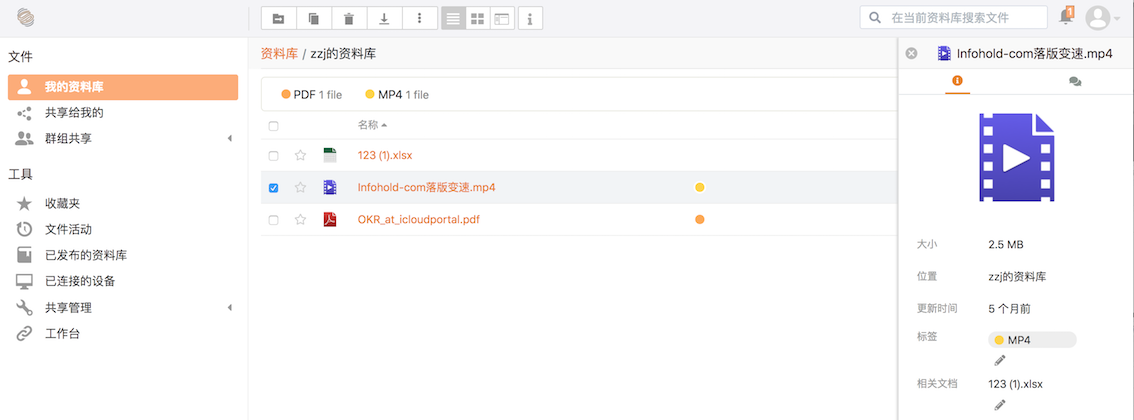 在当前资料库搜索文件
1
文件
我的资料库
共享给我的
群组共享
工具
收藏夹
文件活动
已发布的资料库
已连接的设备
共享管理
工作台
资料库 / zzj的资料库
PDF 1 file MP4 1 file
名称
123 (1).xlsx
Infohold-com落版变速.mp4
OKR_at_icloudportal.pdf
Infohold-com落版变速.mp4
大小 2.5 MB
位置 zzj的资料库
更新时间 5 个月前
标签 MP4
相关文档 123 (1).xlsx